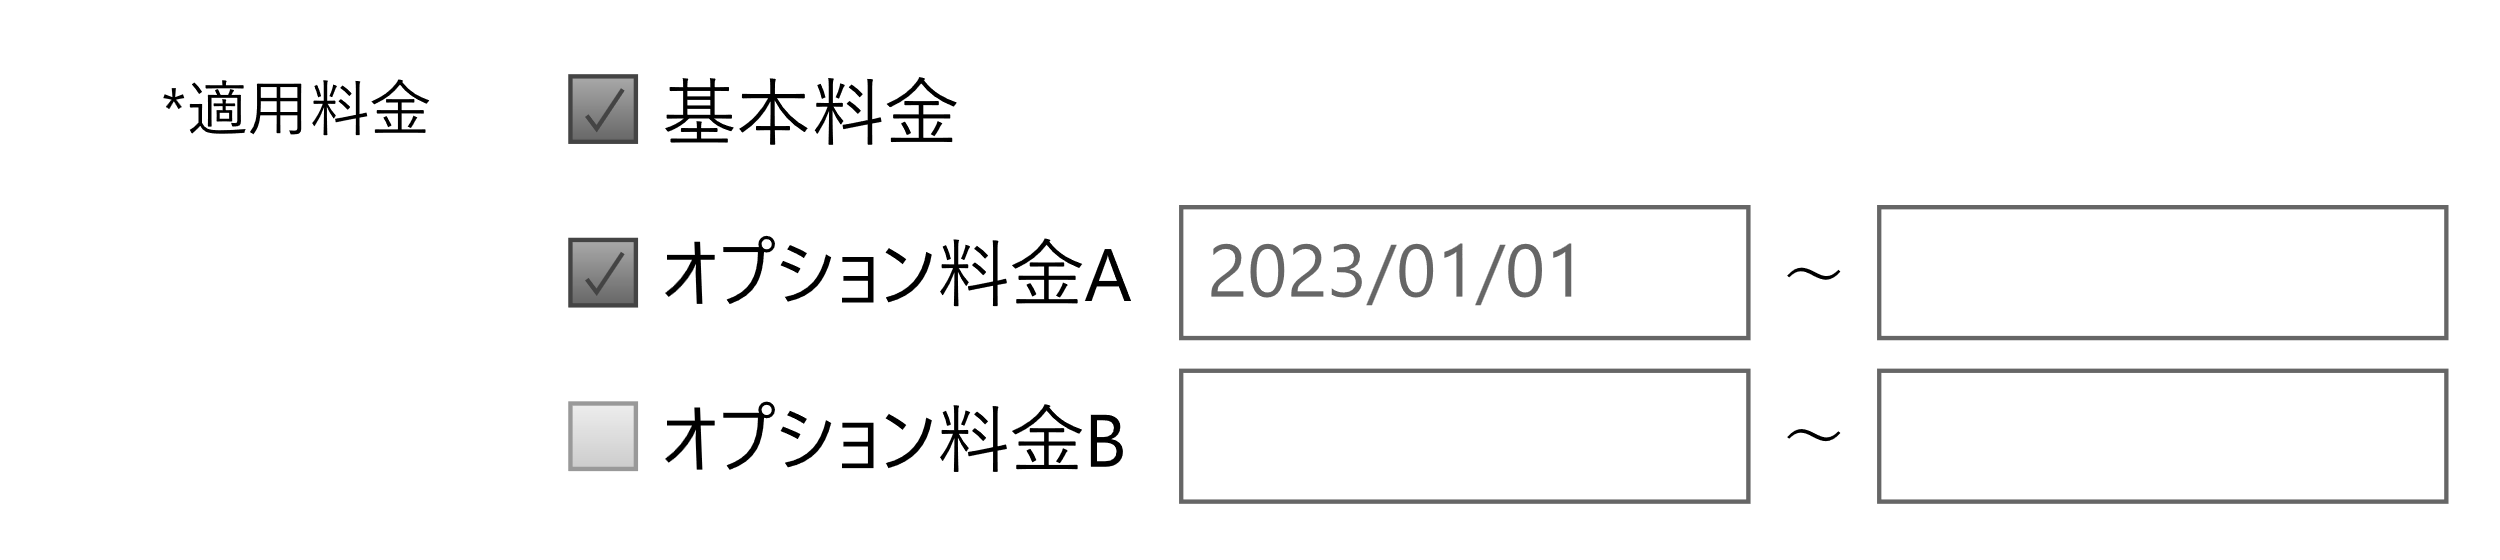 *適用料金 基本料金
オプション料金A 2023/01/01 ~
オプション料金B ~